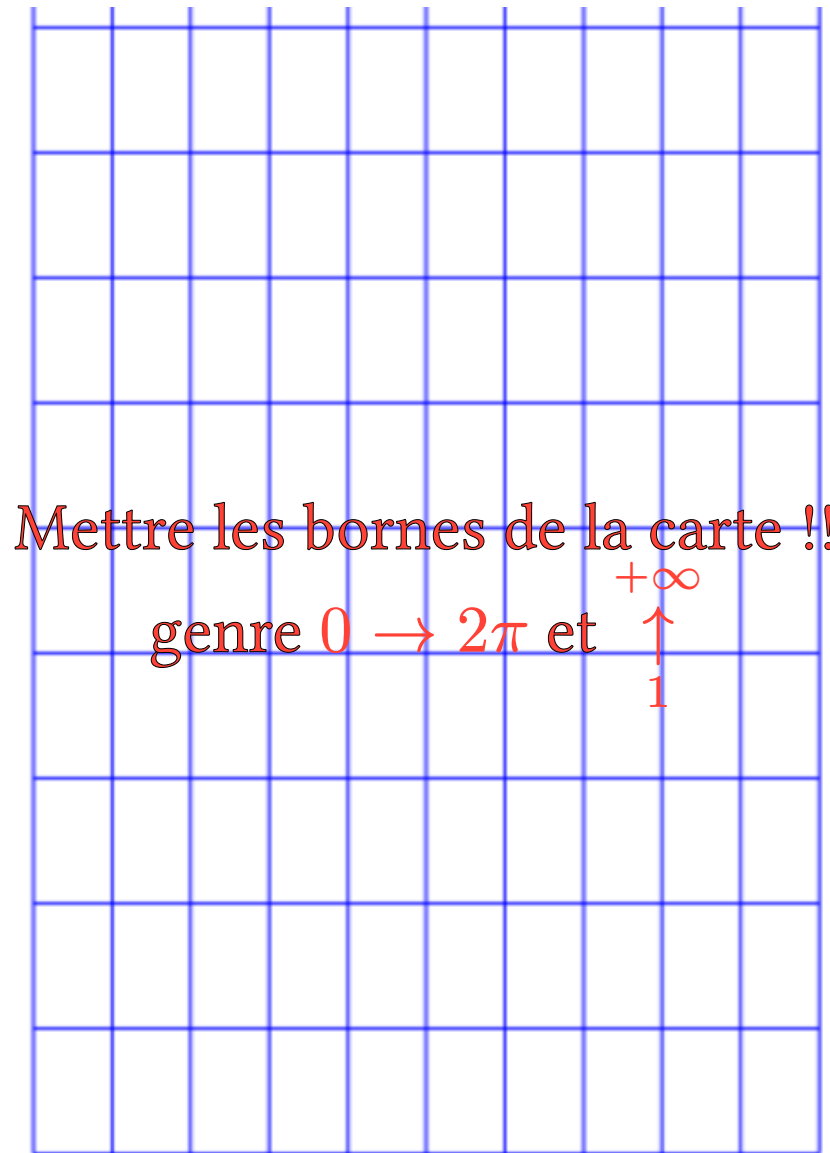 Mettre les bornes de la carte !!
+∞
genre 0 → 2π et ↑
1